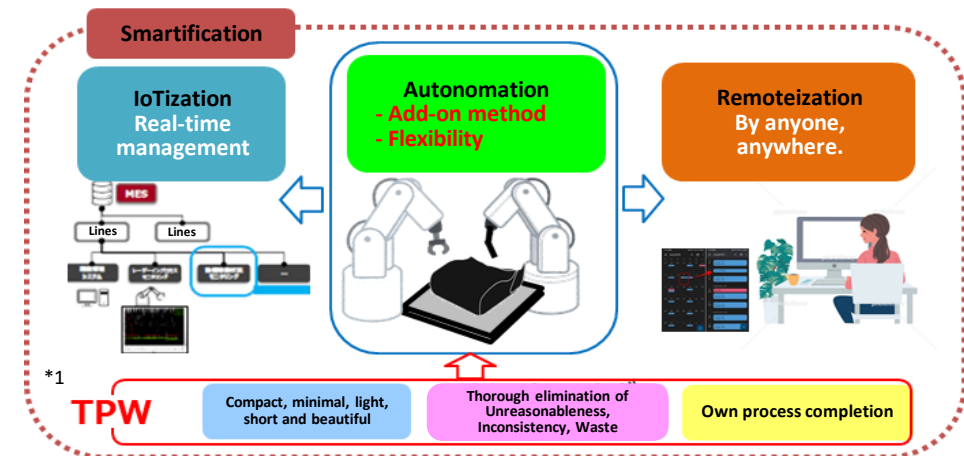 Smartification
IoTization
Real-time
management
Autonomation
- Add-on method
- Flexibility
Remoteization
By anyone,
anywhere.
MES
Lines
Lines
*1
TPW
Compact, minimal, light,
short and beautiful
Thorough elimination of
Unreasonableness,
Inconsistency, Waste
Own process completion